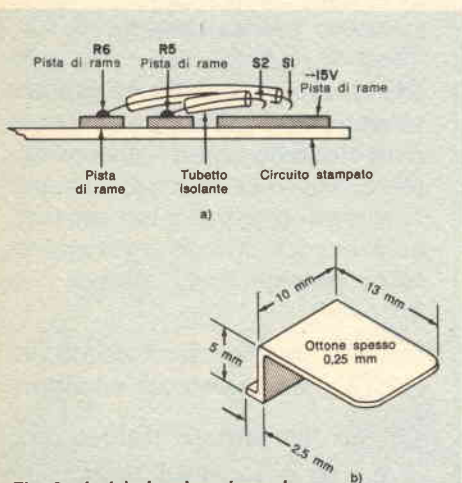 R6 R5
Pista di rame Pista di rame S2 S1
–15V
Pista di rame
Pista di rame
Tubetto isolante
Circuito stampato
a)
10 mm
13 mm
5 mm
Ottone spesso
0,25 mm
2,5 mm
b)